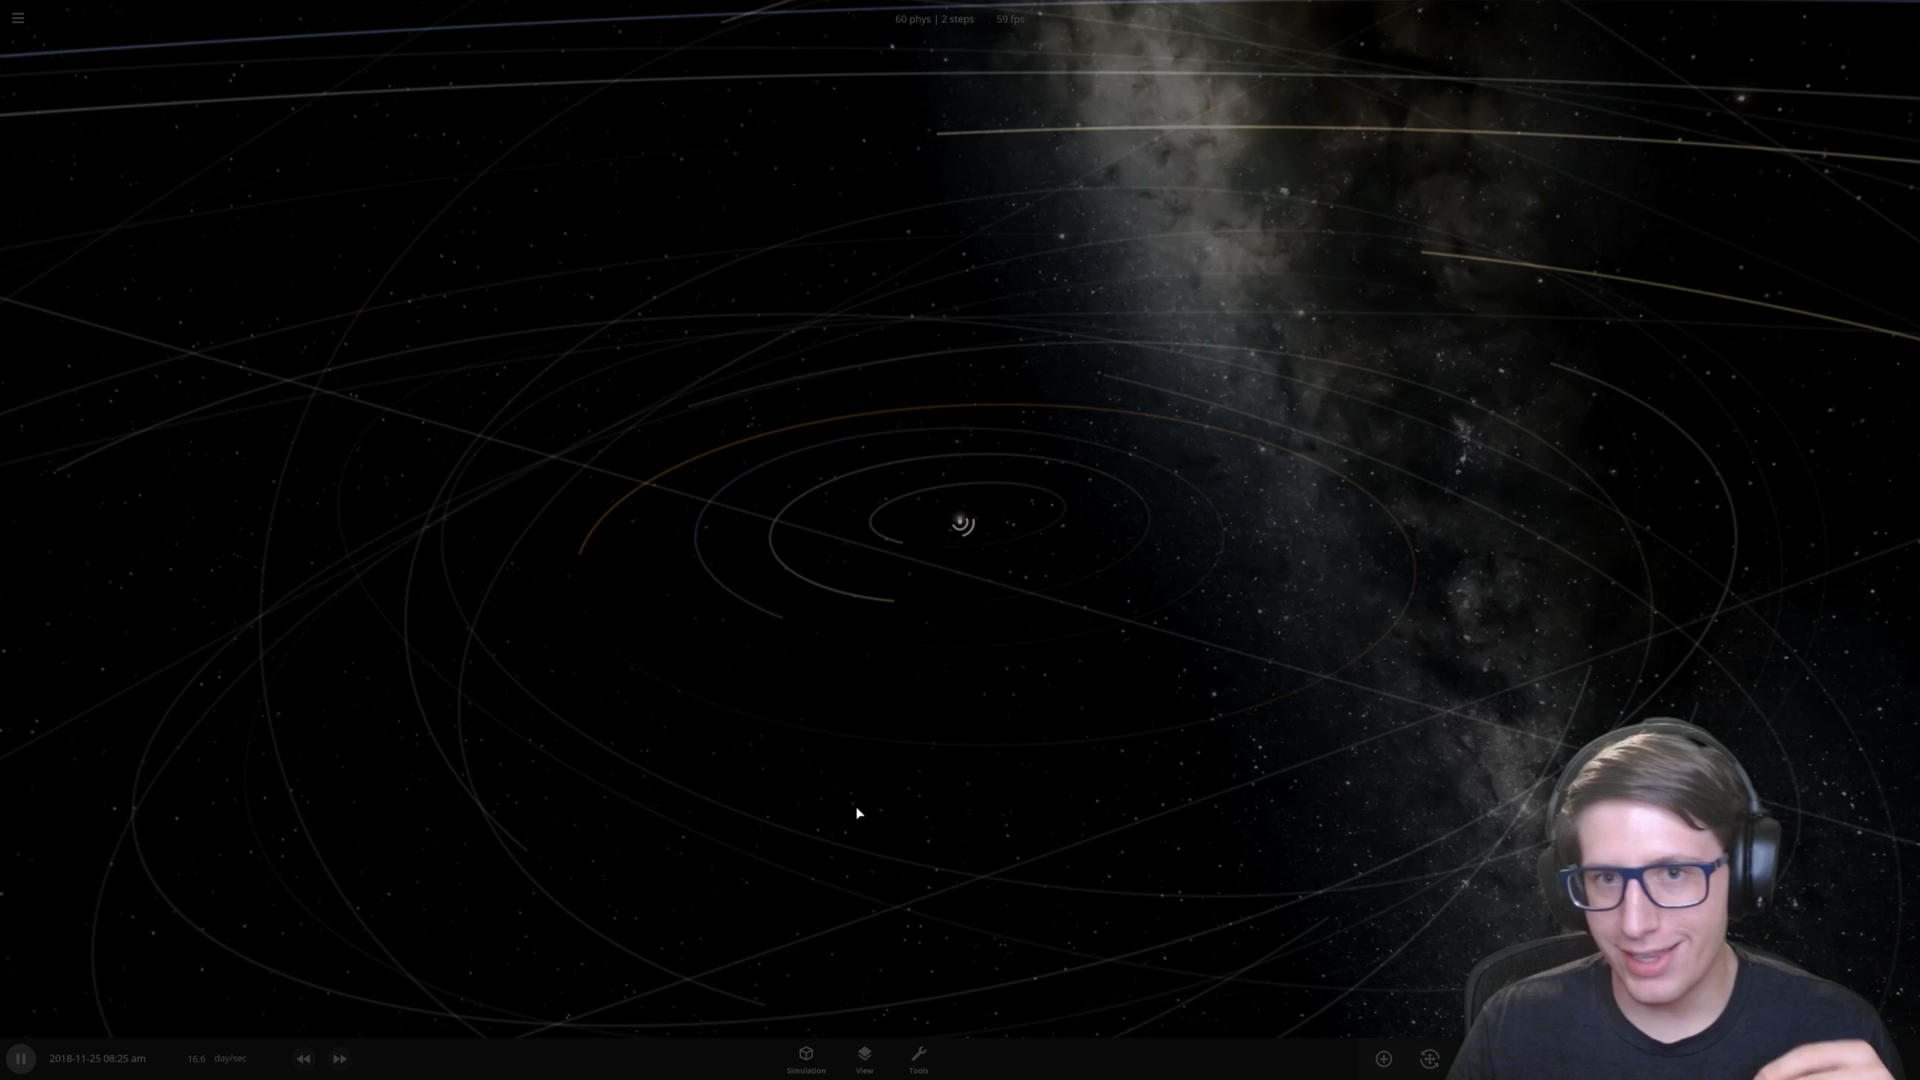 60 phys | 2 steps 59 fps
2018-11-25 08:25 am 16.6 day/sec
Simulation View Tools